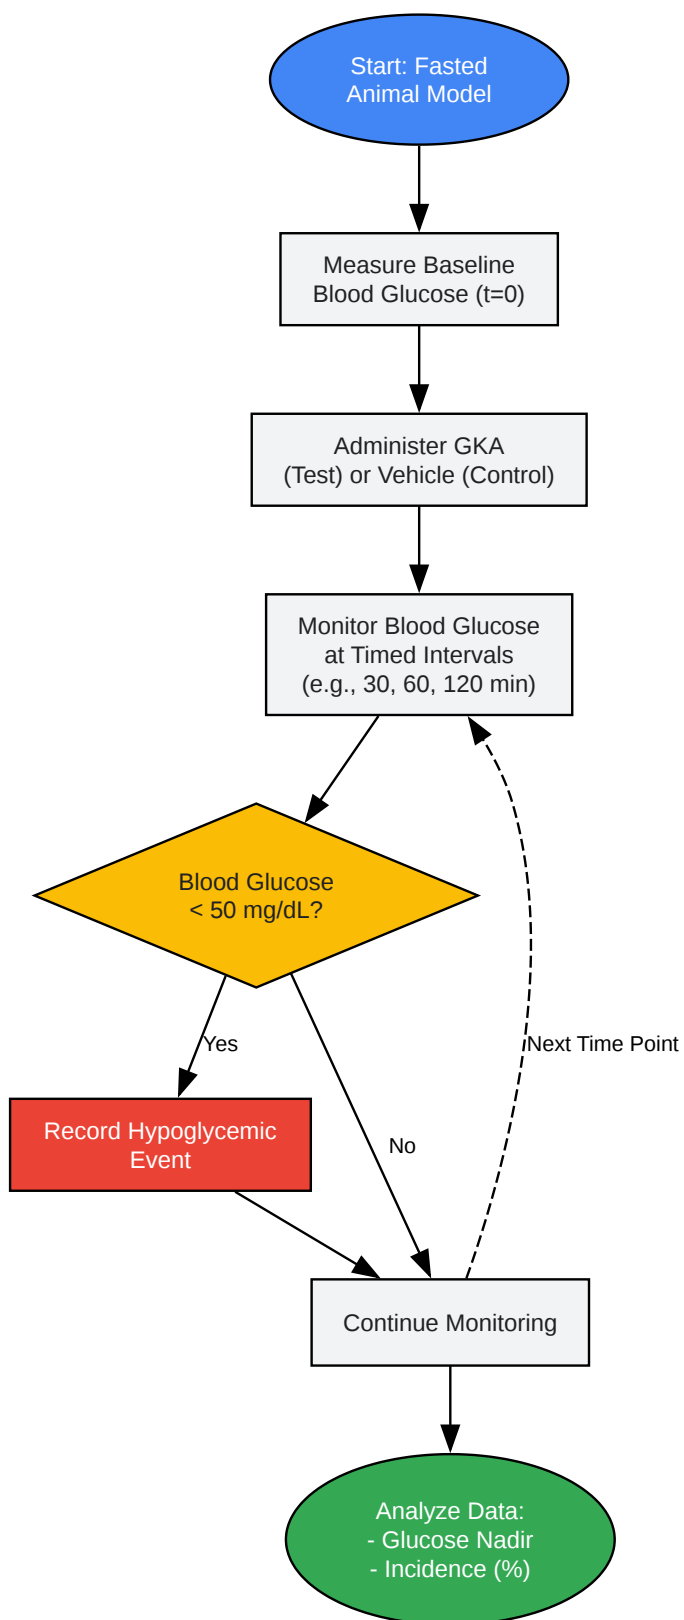 Start: Fasted
Animal Model
Measure Baseline
Blood Glucose (t=0)
Administer GKA
(Test) or Vehicle (Control)
Monitor Blood Glucose
at Timed Intervals
(e.g., 30, 60, 120 min)
Blood Glucose
< 50 mg/dL?
Yes
Next Time Point
Record Hypoglycemic
Event
No
Continue Monitoring
Analyze Data:
- Glucose Nadir
- Incidence (%)